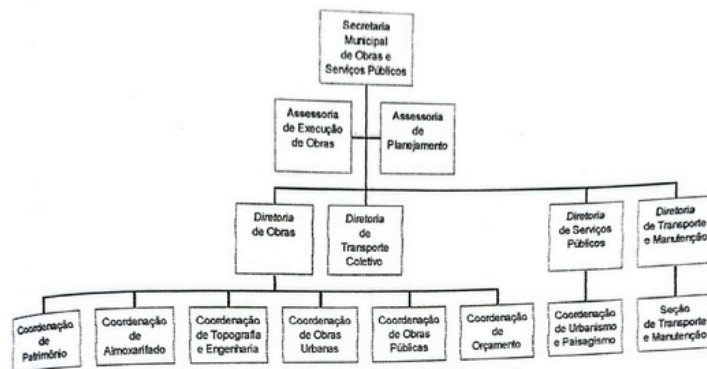 Secretaria
Municipal
de Obras e
Serviços Públicos
Assessoria
de Execução
de Obras
Assessoria
de
Planejamento
Diretoria
de Obras
Diretoria
de
Transporte
Coletivo
Diretoria
de Serviços
Públicos
Diretoria
de Transporte
e Manutenção
Coordenação
de
Patrimônio
Coordenação
de
Almoxarifado
Coordenação
de Topografia
e Engenharia
Coordenação
de Obras
Urbanas
Coordenação
de Obras
Públicas
Coordenação
de
Orçamento
Coordenação
de Urbanismo
e Paisagismo
Seção
de Transporte
e Manutenção